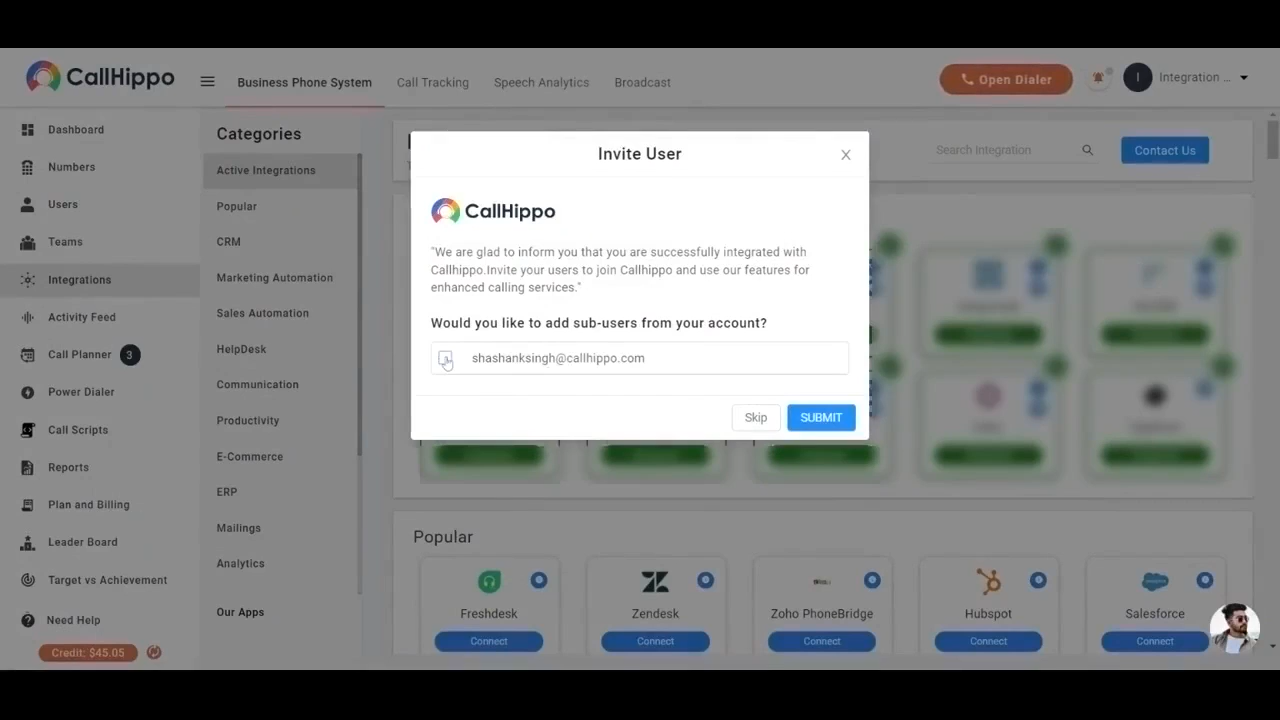 CallHippo
Business Phone System
Call Tracking
Speech Analytics
Broadcast
Open Dialer
I
Integration ...
Dashboard
Numbers
Users
Teams
Integrations
Activity Feed
Call Planner 3
Power Dialer
Call Scripts
Reports
Plan and Billing
Leader Board
Target vs Achievement
Need Help
Credit: $45.05
Categories
Active Integrations
Popular
CRM
Marketing Automation
Sales Automation
HelpDesk
Communication
Productivity
E-Commerce
ERP
Mailings
Analytics
Our Apps
Search Integration
Contact Us
Invite User
CallHippo
"We are glad to inform you that you are successfully integrated with
Callhippo.Invite your users to join Callhippo and use our features for
enhanced calling services."
Would you like to add sub-users from your account?
shashanksingh@callhippo.com
Skip
SUBMIT
Popular
Freshdesk
Connect
Zendesk
Connect
Zoho PhoneBridge
Connect
Hubspot
Connect
Salesforce
Connect